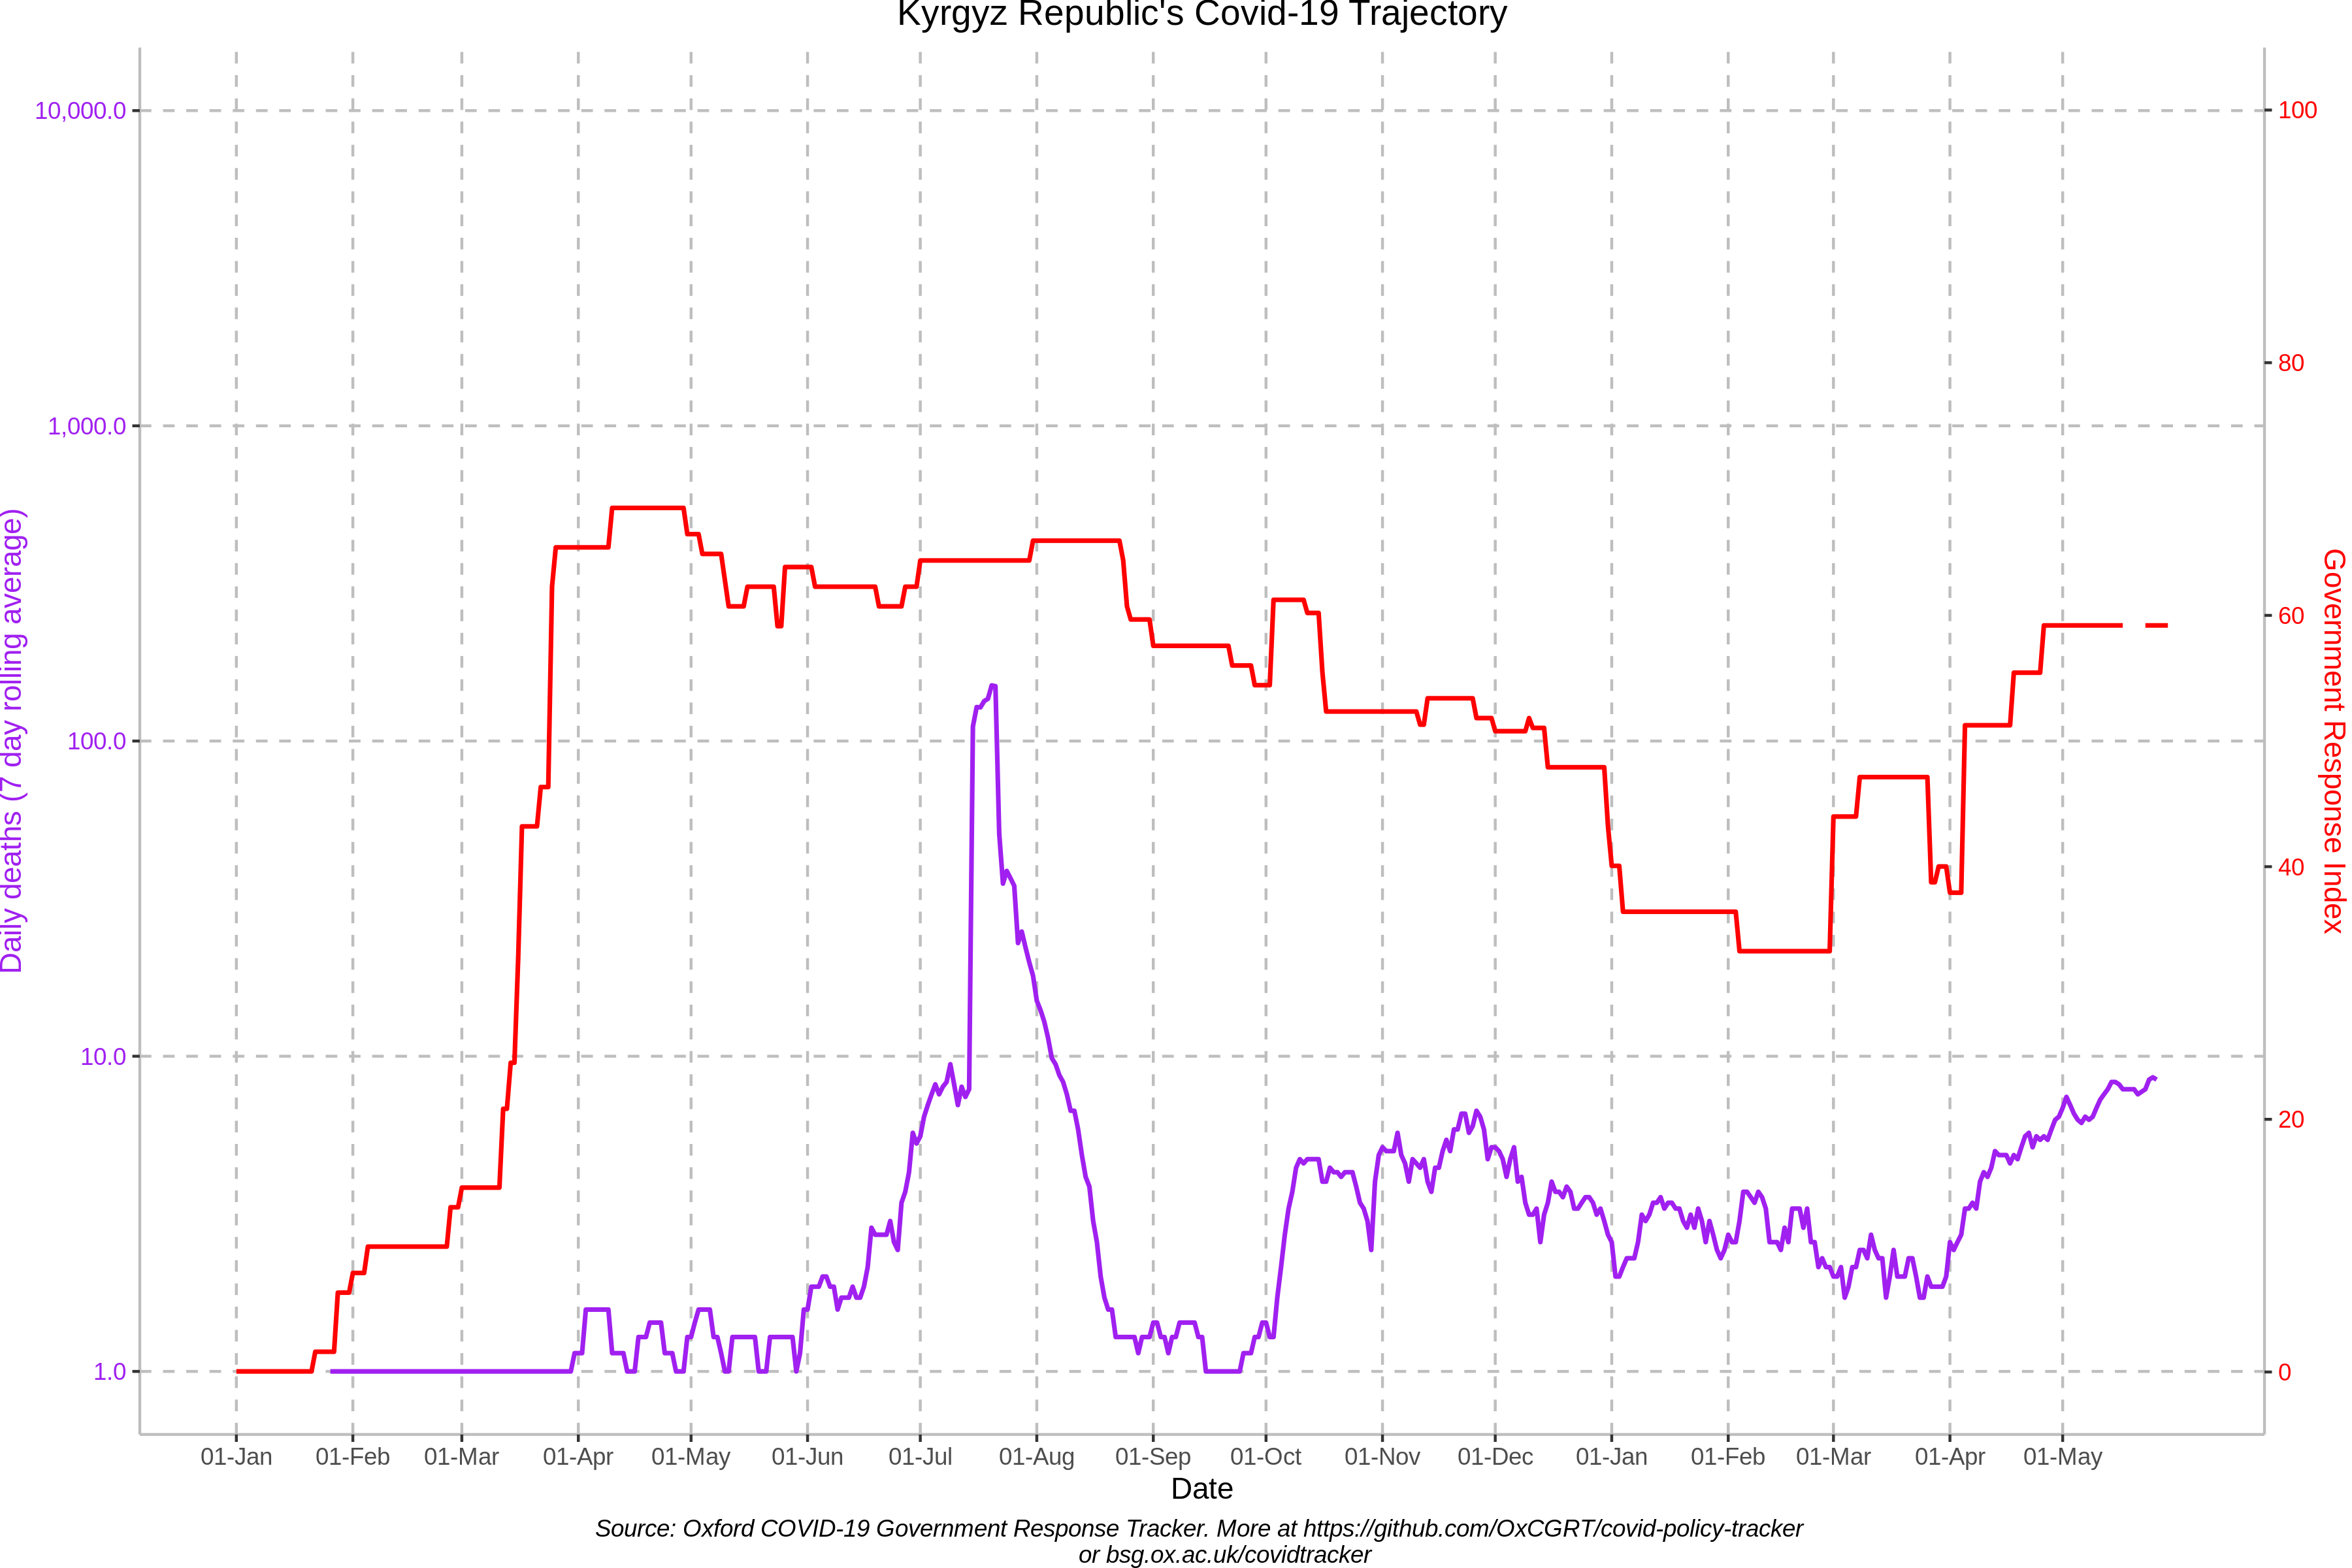 Kyrgyz Republic's Covid-19 Trajectory
10,000.0
1,000.0
100.0
10.0
1.0
Daily deaths (7 day rolling average)
100
80
60
40
20
0
Government Response Index
01-Jan 01-Feb 01-Mar 01-Apr 01-May 01-Jun 01-Jul 01-Aug 01-Sep 01-Oct 01-Nov 01-Dec 01-Jan 01-Feb 01-Mar 01-Apr 01-May
Date
Source: Oxford COVID-19 Government Response Tracker. More at https://github.com/OxCGRT/covid-policy-tracker
or bsg.ox.ac.uk/covidtracker